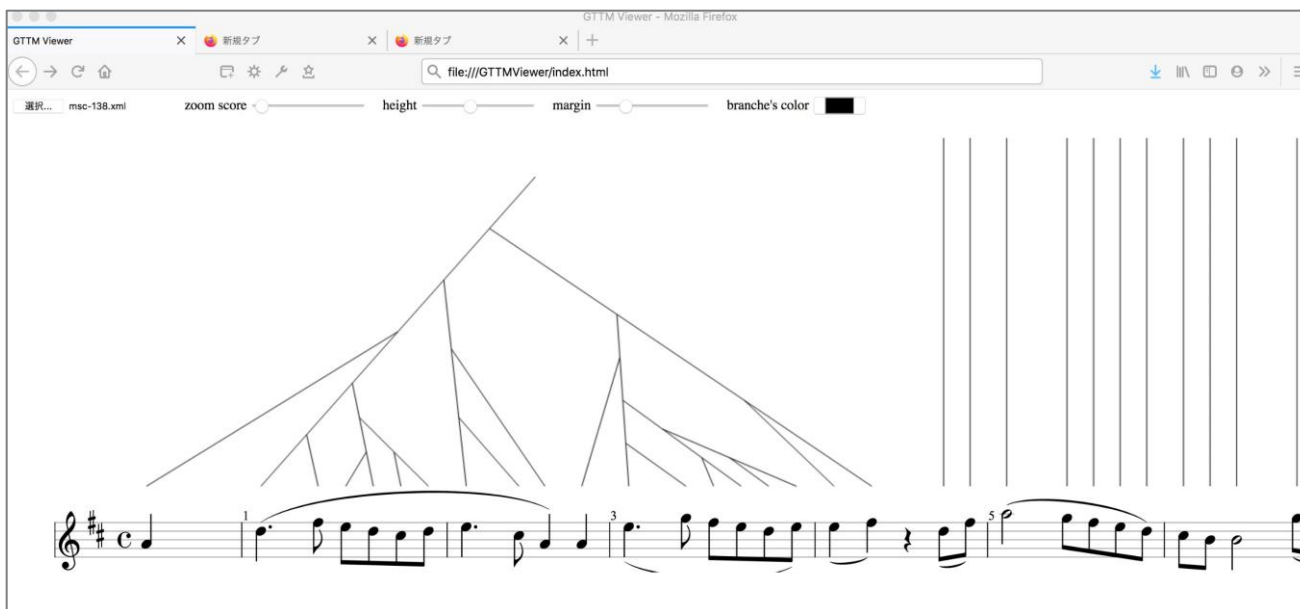 GTTM Viewer - Mozilla Firefox
GTTM Viewer 新規タブ 新規タブ
file:///GTTMViewer/index.html
選択... msc-138.xml zoom score height margin branche's color
1 3 5